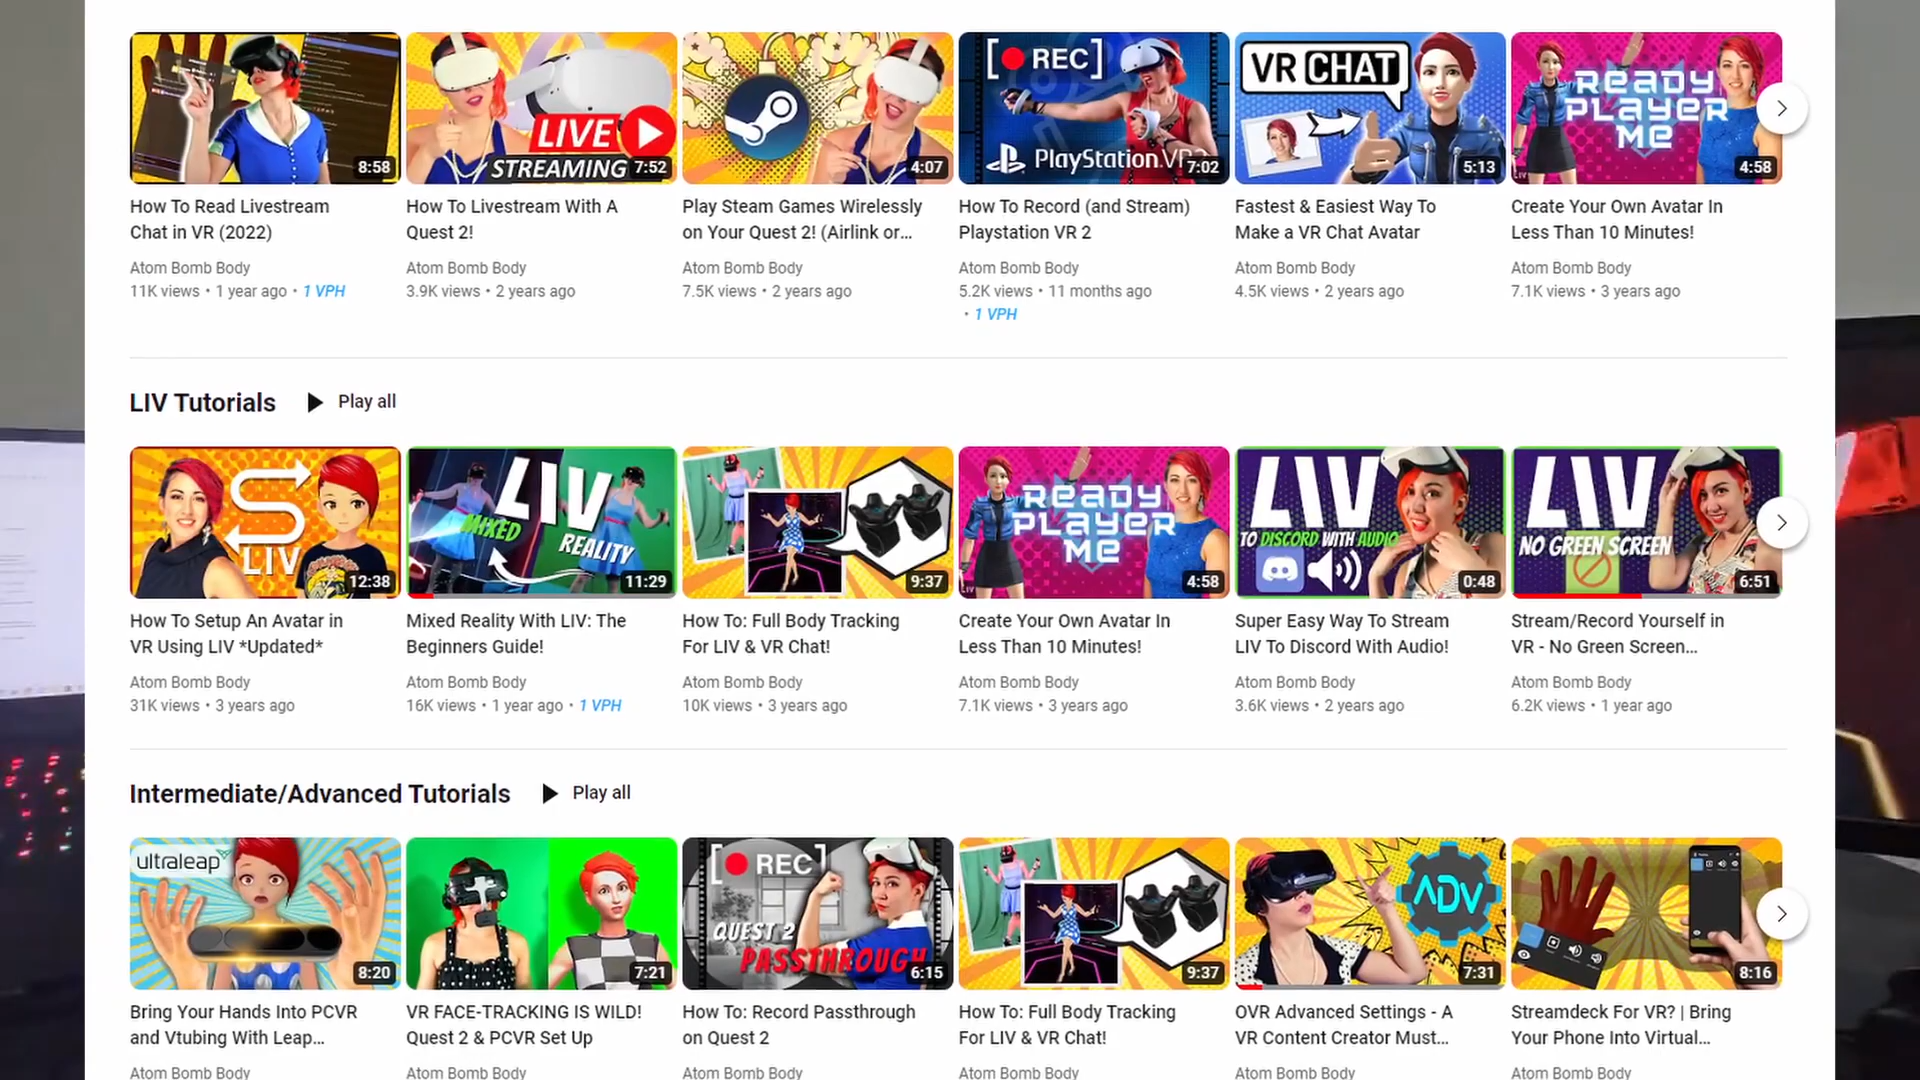 8:58
LIVE
STREAMING
7:52
4:07
[REC]
PlayStation.VR2
7:02
VR CHAT
5:13
READY
PLAYER
ME
LIV
4:58
How To Read Livestream
Chat in VR (2022)
Atom Bomb Body
11K views • 1 year ago • 1 VPH
How To Livestream With A
Quest 2!
Atom Bomb Body
3.9K views • 2 years ago
Play Steam Games Wirelessly
on Your Quest 2! (Airlink or...
Atom Bomb Body
7.5K views • 2 years ago
How To Record (and Stream)
Playstation VR 2
Atom Bomb Body
5.2K views • 11 months ago
• 1 VPH
Fastest & Easiest Way To
Make a VR Chat Avatar
Atom Bomb Body
4.5K views • 2 years ago
Create Your Own Avatar In
Less Than 10 Minutes!
Atom Bomb Body
7.1K views • 3 years ago
LIV Tutorials
Play all
LIV
12:38
LIV
MIXED
REALITY
11:29
9:37
READY
PLAYER
ME
4:58
LIV
TO DISCORD WITH AUDIO
0:48
LIV
NO GREEN SCREEN
6:51
How To Setup An Avatar in
VR Using LIV *Updated*
Atom Bomb Body
31K views • 3 years ago
Mixed Reality With LIV: The
Beginners Guide!
Atom Bomb Body
16K views • 1 year ago • 1 VPH
How To: Full Body Tracking
For LIV & VR Chat!
Atom Bomb Body
10K views • 3 years ago
Create Your Own Avatar In
Less Than 10 Minutes!
Atom Bomb Body
7.1K views • 3 years ago
Super Easy Way To Stream
LIV To Discord With Audio!
Atom Bomb Body
3.6K views • 2 years ago
Stream/Record Yourself in
VR - No Green Screen...
Atom Bomb Body
6.2K views • 1 year ago
Intermediate/Advanced Tutorials
Play all
ultraleap
8:20
7:21
[REC]
QUEST 2
PASSTHROUGH
6:15
9:37
ADV
7:31
8:16
Bring Your Hands Into PCVR
and Vtubing With Leap...
Atom Bomb Body
VR FACE-TRACKING IS WILD!
Quest 2 & PCVR Set Up
Atom Bomb Body
How To: Record Passthrough
on Quest 2
Atom Bomb Body
How To: Full Body Tracking
For LIV & VR Chat!
Atom Bomb Body
OVR Advanced Settings - A
VR Content Creator Must...
Atom Bomb Body
Streamdeck For VR? | Bring
Your Phone Into Virtual...
Atom Bomb Body